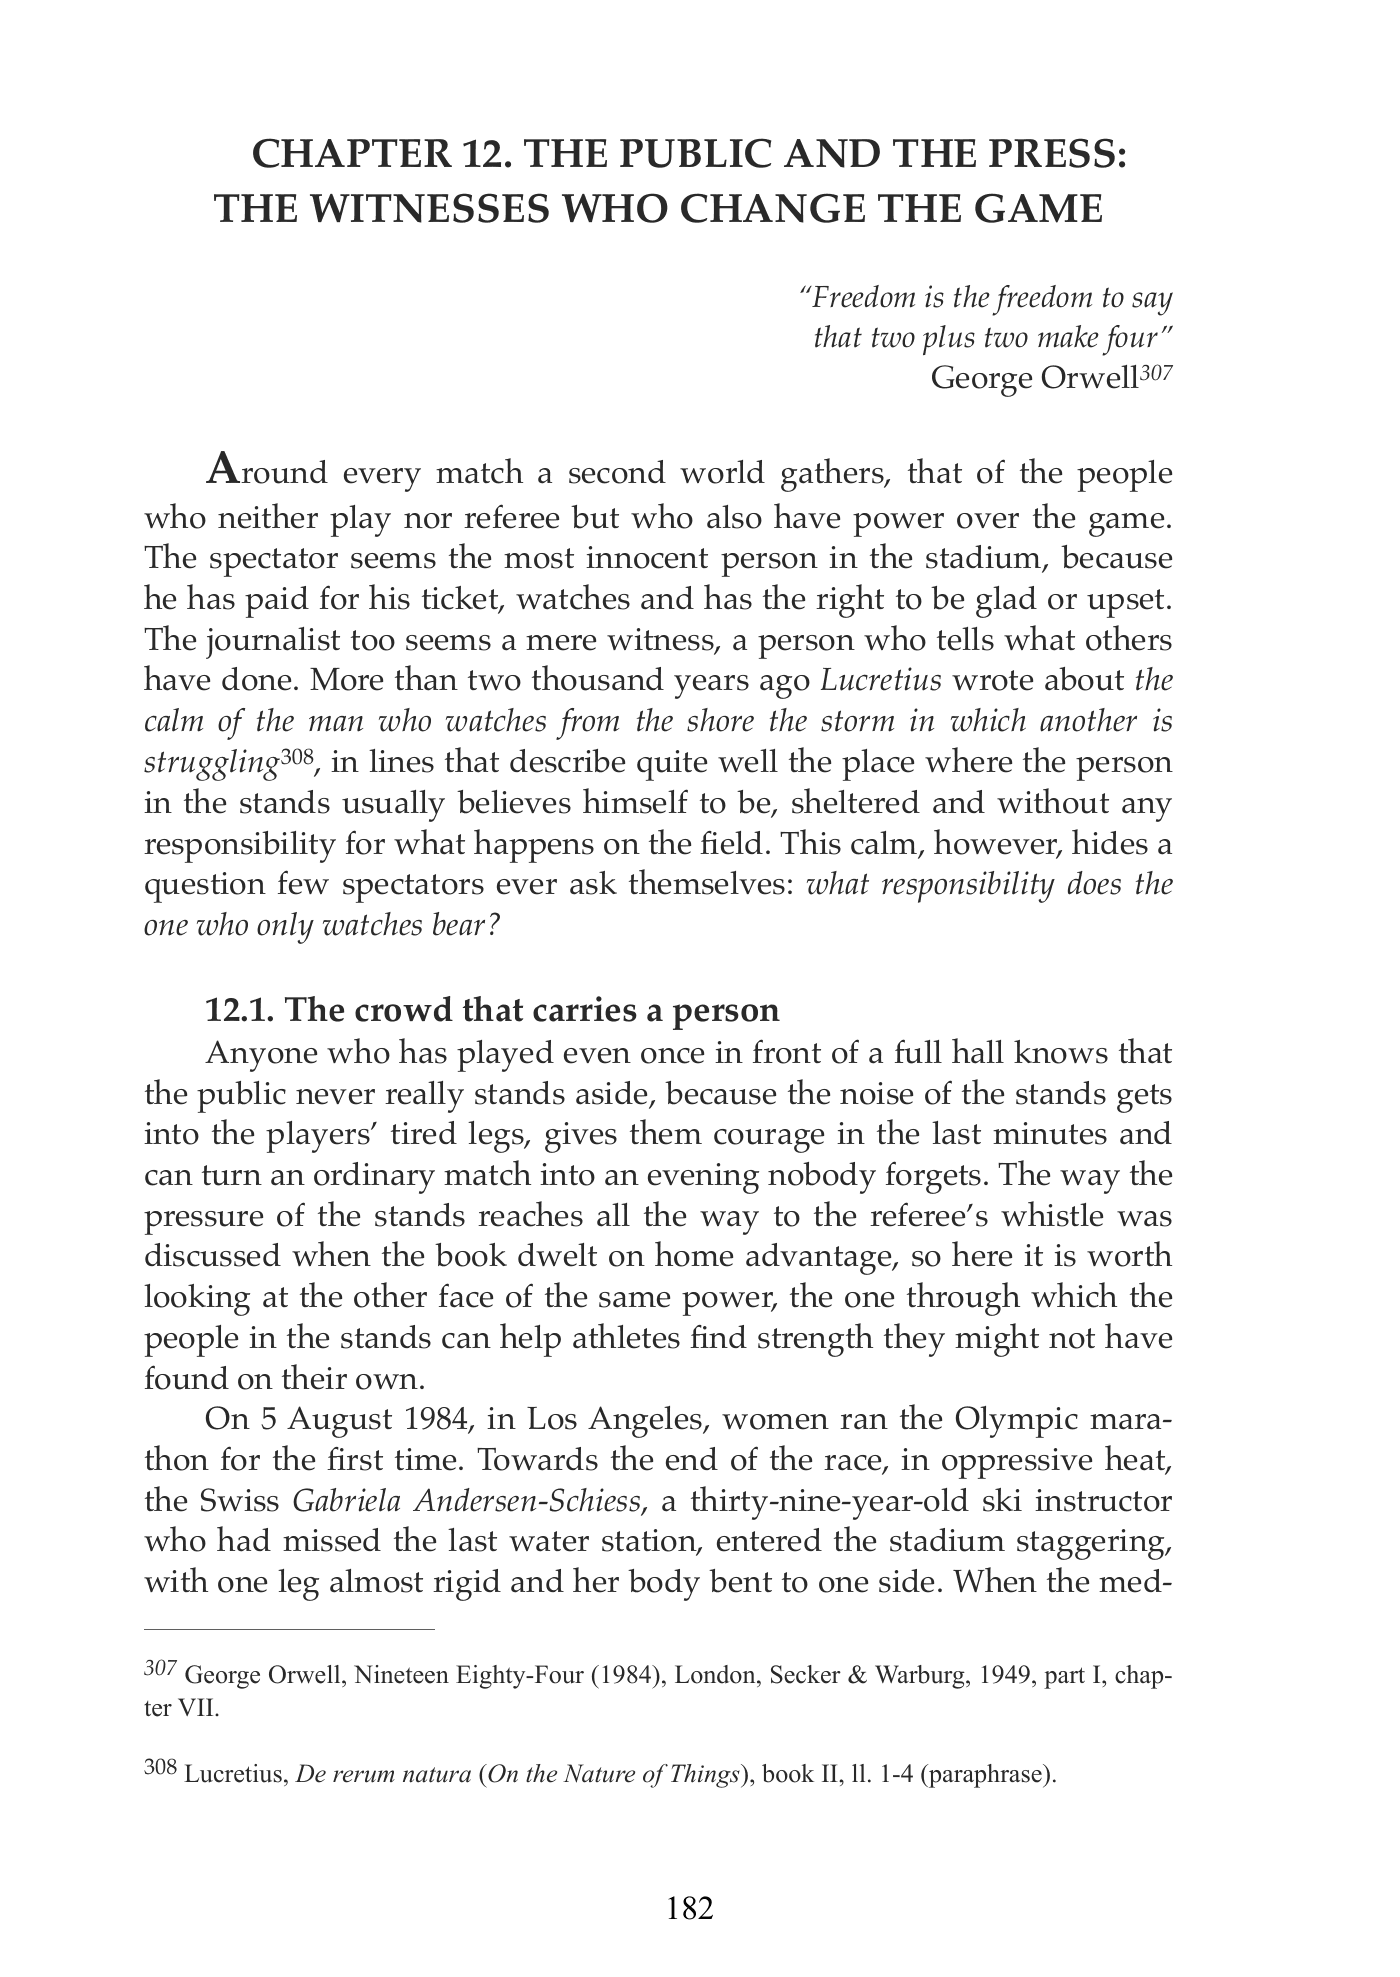 CHAPTER 12. THE PUBLIC AND THE PRESS:
THE WITNESSES WHO CHANGE THE GAME
“Freedom is the freedom to say
that two plus two make four”
George Orwell307
Around every match a second world gathers, that of the people
who neither play nor referee but who also have power over the game.
The spectator seems the most innocent person in the stadium, because
he has paid for his ticket, watches and has the right to be glad or upset.
The journalist too seems a mere witness, a person who tells what others
have done. More than two thousand years ago Lucretius wrote about the
calm of the man who watches from the shore the storm in which another is
struggling308, in lines that describe quite well the place where the person
in the stands usually believes himself to be, sheltered and without any
responsibility for what happens on the field. This calm, however, hides a
question few spectators ever ask themselves: what responsibility does the
one who only watches bear?
12.1. The crowd that carries a person
Anyone who has played even once in front of a full hall knows that
the public never really stands aside, because the noise of the stands gets
into the players’ tired legs, gives them courage in the last minutes and
can turn an ordinary match into an evening nobody forgets. The way the
pressure of the stands reaches all the way to the referee’s whistle was
discussed when the book dwelt on home advantage, so here it is worth
looking at the other face of the same power, the one through which the
people in the stands can help athletes find strength they might not have
found on their own.
On 5 August 1984, in Los Angeles, women ran the Olympic mara-
thon for the first time. Towards the end of the race, in oppressive heat,
the Swiss Gabriela Andersen-Schiess, a thirty-nine-year-old ski instructor
who had missed the last water station, entered the stadium staggering,
with one leg almost rigid and her body bent to one side. When the med-
307 George Orwell, Nineteen Eighty-Four (1984), London, Secker & Warburg, 1949, part I, chap-
ter VII.
308 Lucretius, De rerum natura (On the Nature of Things), book II, ll. 1-4 (paraphrase).
182